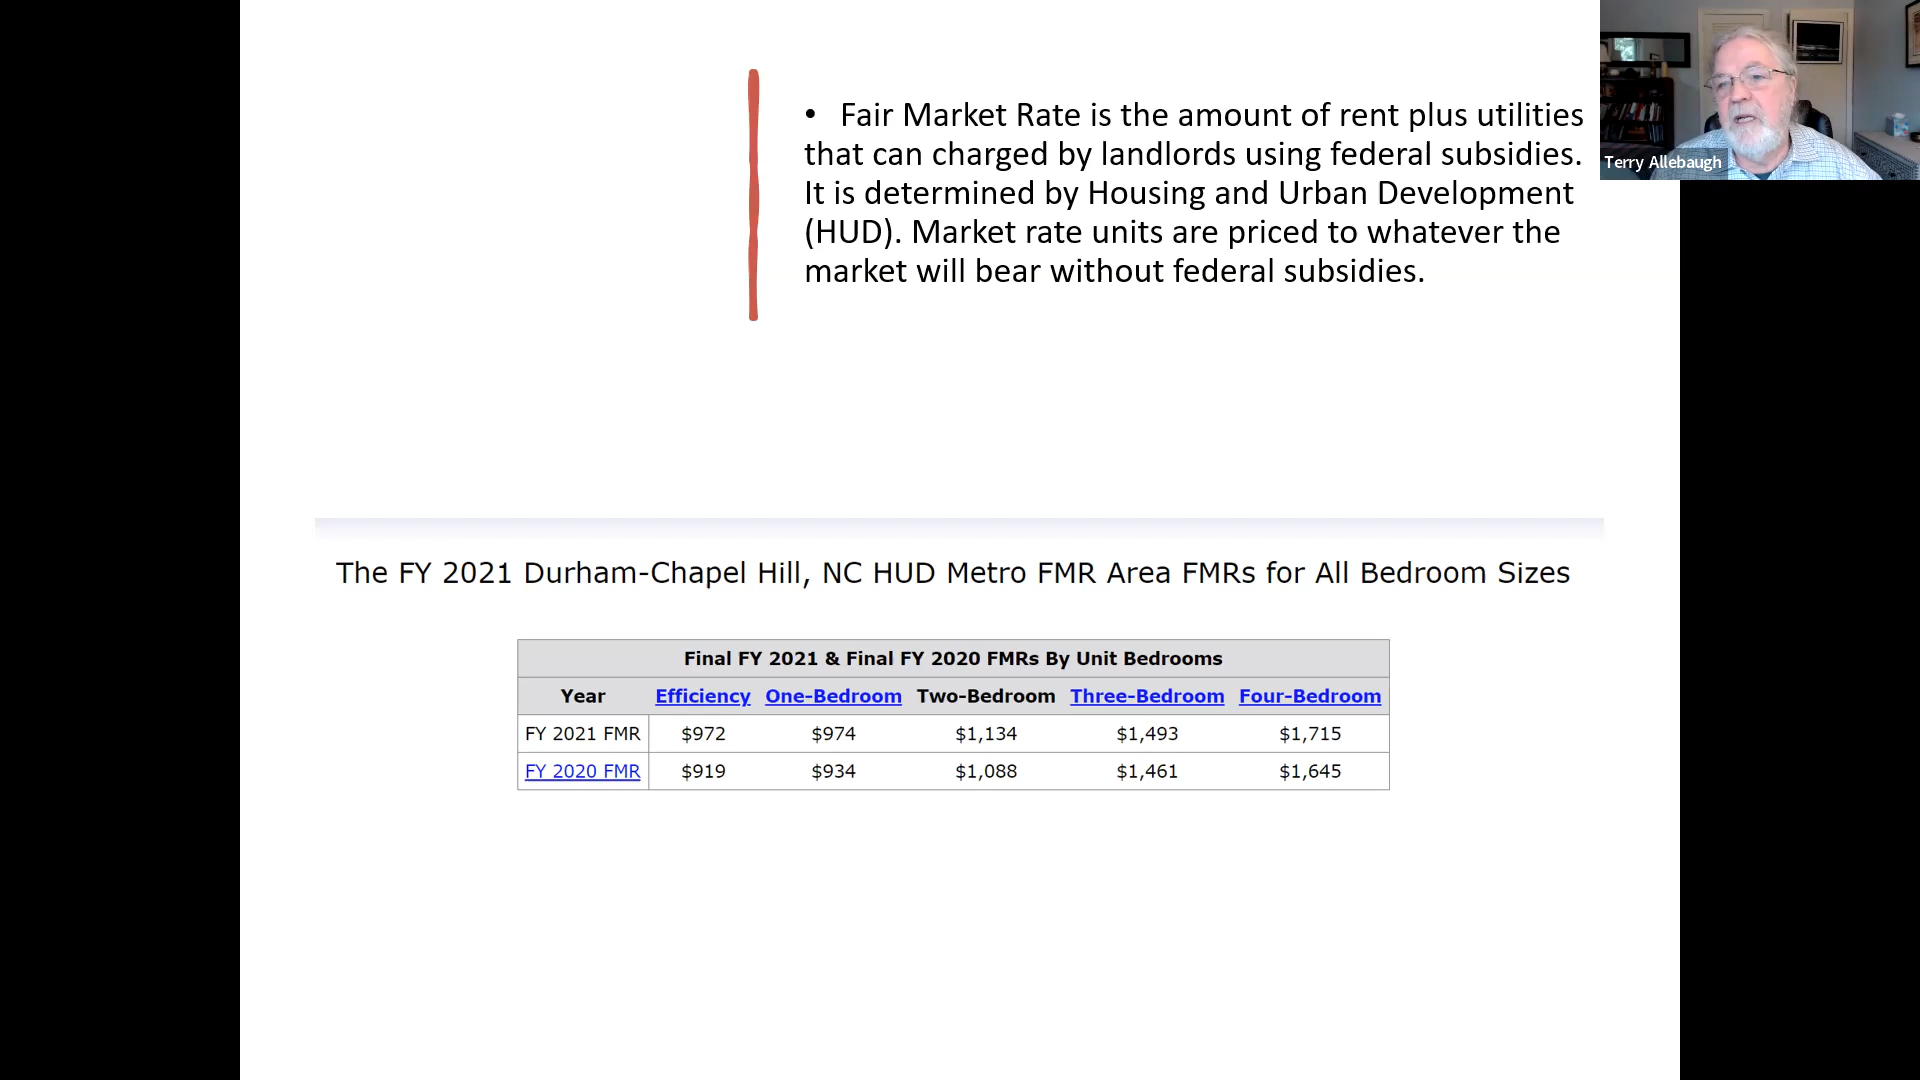 • Fair Market Rate is the amount of rent plus utilities
that can charged by landlords using federal subsidies.
It is determined by Housing and Urban Development
(HUD). Market rate units are priced to whatever the
market will bear without federal subsidies.
Terry Allebaugh
The FY 2021 Durham-Chapel Hill, NC HUD Metro FMR Area FMRs for All Bedroom Sizes
Final FY 2021 & Final FY 2020 FMRs By Unit Bedrooms
Year Efficiency One-Bedroom Two-Bedroom Three-Bedroom Four-Bedroom
FY 2021 FMR $972 $974 $1,134 $1,493 $1,715
FY 2020 FMR $919 $934 $1,088 $1,461 $1,645